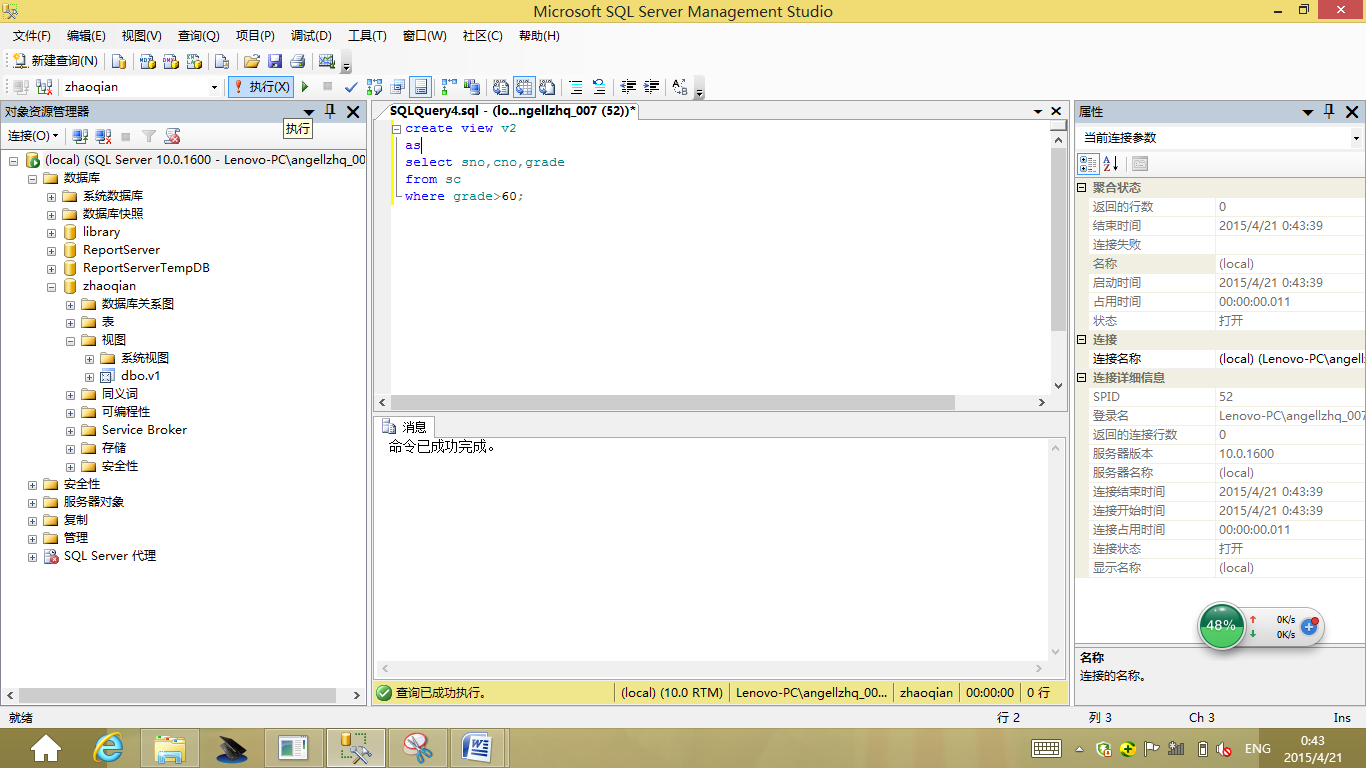 Microsoft SQL Server Management Studio
文件(F) 编辑(E) 视图(V) 查询(Q) 项目(P) 调试(D) 工具(T) 窗口(W) 社区(C) 帮助(H)
新建查询(N)
zhaoqian 执行(X)
对象资源管理器
执行
连接(O)
(local) (SQL Server 10.0.1600 - Lenovo-PC\angellzhq_00
数据库
系统数据库
数据库快照
library
ReportServer
ReportServerTempDB
zhaoqian
数据库关系图
表
视图
系统视图
dbo.v1
同义词
可编程性
Service Broker
存储
安全性
安全性
服务器对象
复制
管理
SQL Server 代理
SQLQuery4.sql - (lo...ngellzhq_007 (52))*
create view v2
as
select sno,cno,grade
from sc
where grade>60;
消息
命令已成功完成。
查询已成功执行。 (local) (10.0 RTM) Lenovo-PC\angellzhq_00... zhaoqian 00:00:00 0 行
属性
当前连接参数
聚合状态
返回的行数 0
结束时间 2015/4/21 0:43:39
连接失败
名称 (local)
启动时间 2015/4/21 0:43:39
占用时间 00:00:00.011
状态 打开
连接
连接名称 (local) (Lenovo-PC\angell
连接详细信息
SPID 52
登录名 Lenovo-PC\angellzhq_007
返回的连接行数 0
服务器版本 10.0.1600
服务器名称 (local)
连接结束时间 2015/4/21 0:43:39
连接开始时间 2015/4/21 0:43:39
连接占用时间 00:00:00.011
连接状态 打开
显示名称 (local)
48% 0K/s
0K/s
名称
连接的名称。
就绪 行 2 列 3 Ch 3 Ins
ENG 0:43
2015/4/21